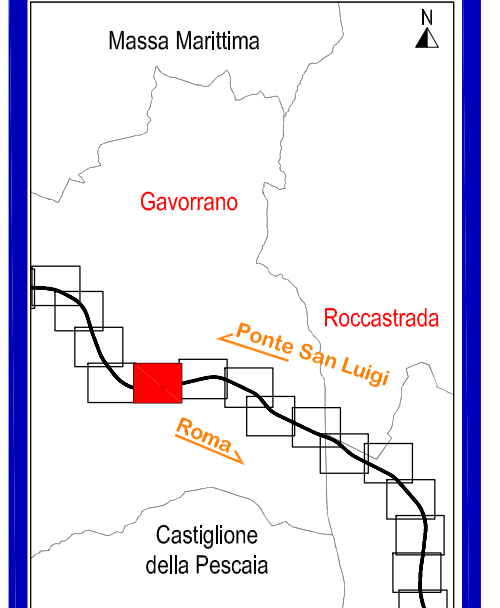 N
Massa Marittima
Gavorrano
Roccastrada
Ponte San Luigi
Roma
Castiglione
della Pescaia